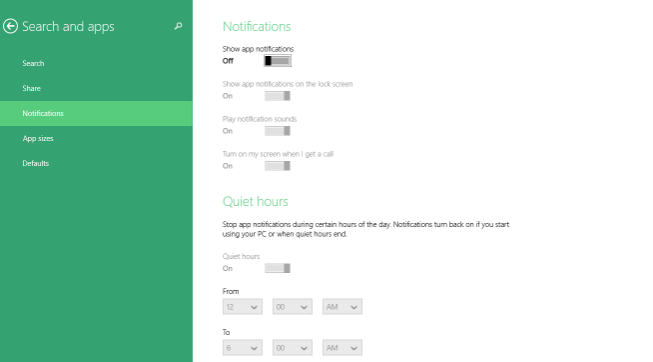 Search and apps
Search
Share
Notifications
App sizes
Defaults
Notifications
Show app notifications
Off
Show app notifications on the lock screen
On
Play notification sounds
On
Turn on my screen when I get a call
On
Quiet hours
Stop app notifications during certain hours of the day. Notifications turn back on if you start
using your PC or when quiet hours end.
Quiet hours
On
From
12 00 AM
To
6 00 AM